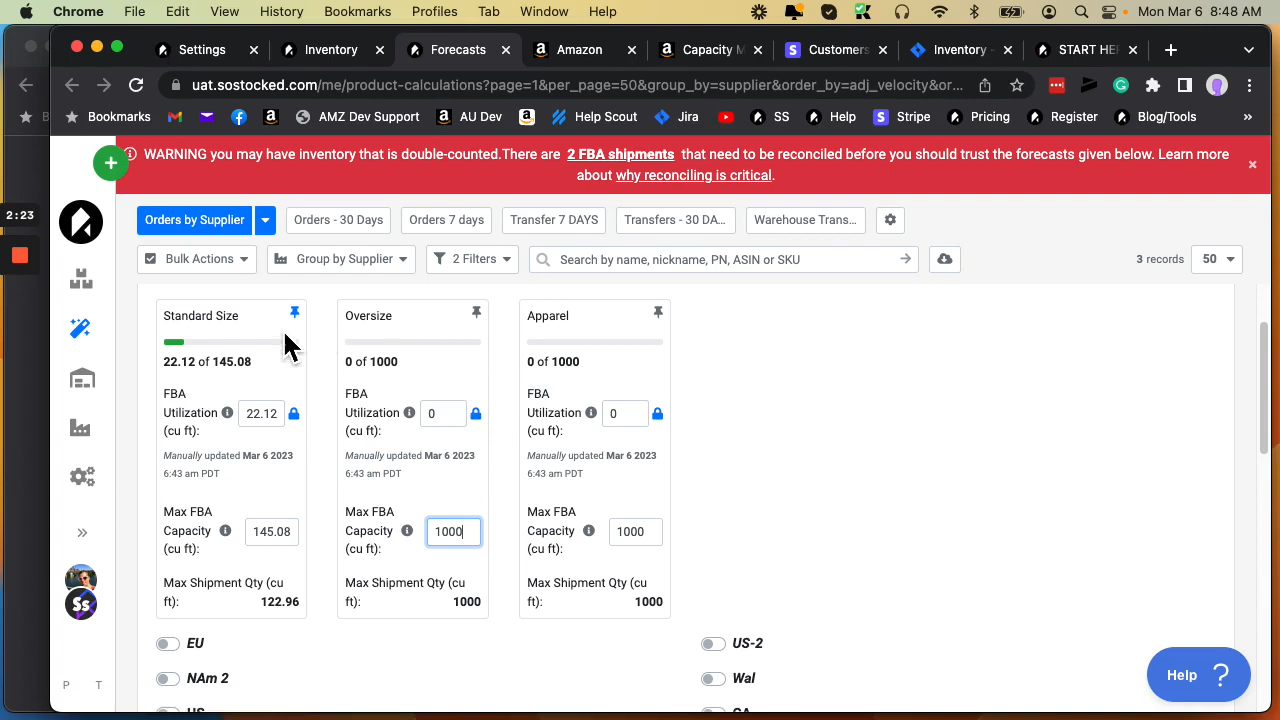 Chrome File Edit View History Bookmarks Profiles Tab Window Help Mon Mar 6 8:48 AM
Settings Inventory Forecasts Amazon Capacity M Customers Inventory - START HE
uat.sostocked.com/me/product-calculations?page=1&per_page=50&group_by=supplier&order_by=adj_velocity&or...
B Bookmarks AMZ Dev Support AU Dev Help Scout Jira SS Help Stripe Pricing Register Blog/Tools »
WARNING you may have inventory that is double-counted.There are 2 FBA shipments that need to be reconciled before you should trust the forecasts given below. Learn more
about why reconciling is critical.
2:23
Orders by Supplier Orders - 30 Days Orders 7 days Transfer 7 DAYS Transfers - 30 DA... Warehouse Trans...
Bulk Actions Group by Supplier 2 Filters Search by name, nickname, PN, ASIN or SKU 3 records 50
Standard Size
22.12 of 145.08
FBA
Utilization
(cu ft):
22.12
Manually updated Mar 6 2023
6:43 am PDT
Max FBA
Capacity
(cu ft):
145.08
Max Shipment Qty (cu
ft): 122.96
Oversize
0 of 1000
FBA
Utilization
(cu ft):
0
Manually updated Mar 6 2023
6:43 am PDT
Max FBA
Capacity
(cu ft):
1000
Max Shipment Qty (cu
ft): 1000
Apparel
0 of 1000
FBA
Utilization
(cu ft):
0
Manually updated Mar 6 2023
6:43 am PDT
Max FBA
Capacity
(cu ft):
1000
Max Shipment Qty (cu
ft): 1000
EU US-2
NAm 2 Wal
US CA
Ss
P T
Help ?